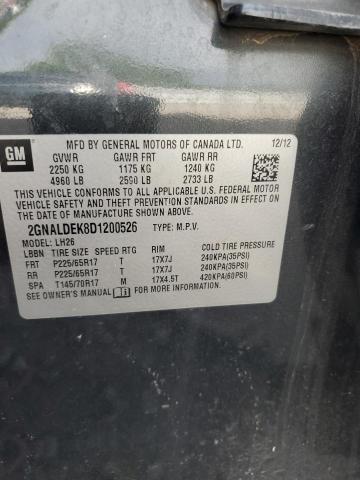 GM
MFD BY GENERAL MOTORS OF CANADA LTD. 12/12
GVWR GAWR FRT GAWR RR
2250 KG 1175 KG 1240 KG
4960 LB 2590 LB 2733 LB
THIS VEHICLE CONFORMS TO ALL APPLICABLE U.S. FEDERAL MOTOR
VEHICLE SAFETY AND THEFT PREVENTION STANDARDS IN EFFECT
ON THE DATE OF MANUFACTURE SHOWN ABOVE.
2GNALDEK8D1200526 TYPE: M.P.V.
MODEL: LH26
LBBN TIRE SIZE SPEED RTG RIM COLD TIRE PRESSURE
FRT P225/65R17 T 17X7J 240KPA(35PSI)
RR P225/65R17 T 17X7J 240KPA(35PSI)
SPA T145/70R17 M 17X4.5T 420KPA(60PSI)
SEE OWNER'S MANUAL FOR MORE INFORMATION.